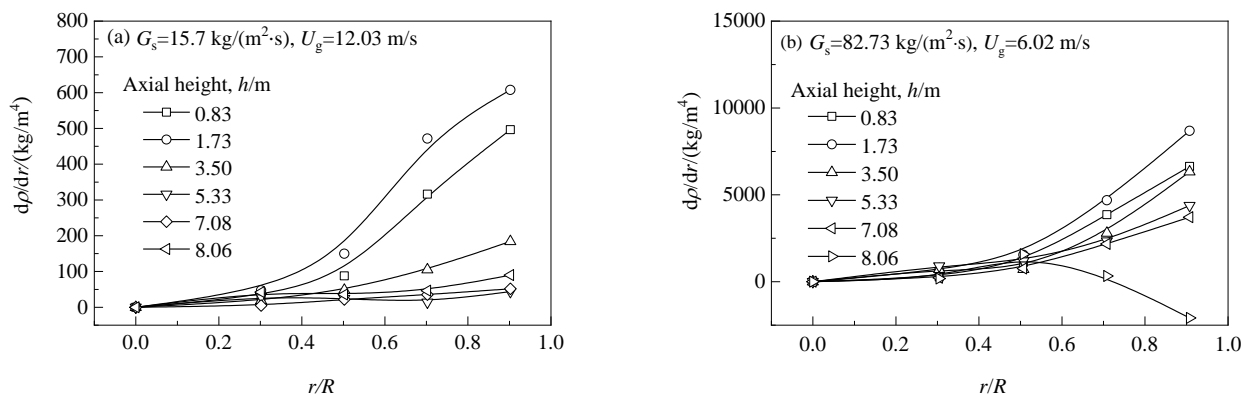 (a) Gₛ=15.7 kg/(m²·s), U_g=12.03 m/s
Axial height, h/m
0.83
1.73
3.50
5.33
7.08
8.06
800
700
600
500
400
300
200
100
0
dρ/dr/(kg/m⁴)
0.0 0.2 0.4 0.6 0.8 1.0
r/R
(b) Gₛ=82.73 kg/(m²·s), U_g=6.02 m/s
Axial height, h/m
0.83
1.73
3.50
5.33
7.08
8.06
15000
10000
5000
0
dρ/dr/(kg/m⁴)
0.0 0.2 0.4 0.6 0.8 1.0
r/R